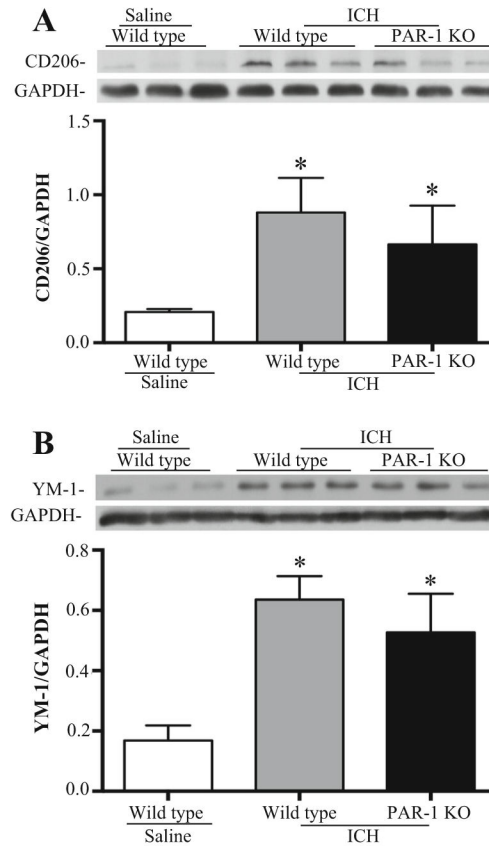 A
Saline
ICH
Wild type
Wild type
PAR-1 KO
CD206-
GAPDH-
CD206/GAPDH
1.5
1.0
0.5
0.0
*
*
Wild type
Wild type
PAR-1 KO
Saline
ICH
B
Saline
ICH
Wild type
Wild type
PAR-1 KO
YM-1-
GAPDH-
YM-1/GAPDH
0.8
0.6
0.4
0.2
0.0
*
*
Wild type
Wild type
PAR-1 KO
Saline
ICH